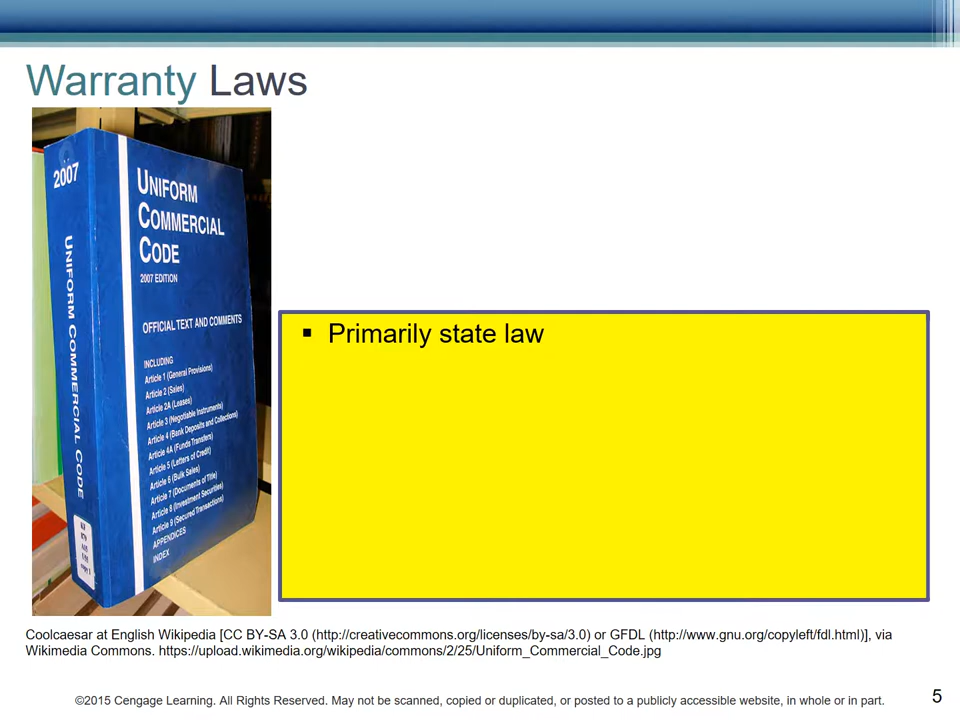 Warranty Laws
2007
UNIFORM COMMERCIAL CODE
UNIFORM
COMMERCIAL
CODE
2007 EDITION
OFFICIAL TEXT AND COMMENTS
INCLUDING
Article 1 (General Provisions)
Article 2 (Sales)
Article 2A (Leases)
Article 3 (Negotiable Instruments)
Article 4 (Bank Deposits and Collections)
Article 4A (Funds Transfers)
Article 5 (Letters of Credit)
Article 6 (Bulk Sales)
Article 7 (Documents of Title)
Article 8 (Investment Securities)
Article 9 (Secured Transactions)
APPENDICES
INDEX
▪ Primarily state law
Coolcaesar at English Wikipedia [CC BY-SA 3.0 (http://creativecommons.org/licenses/by-sa/3.0) or GFDL (http://www.gnu.org/copyleft/fdl.html)], via
Wikimedia Commons. https://upload.wikimedia.org/wikipedia/commons/2/25/Uniform_Commercial_Code.jpg
©2015 Cengage Learning. All Rights Reserved. May not be scanned, copied or duplicated, or posted to a publicly accessible website, in whole or in part.
5